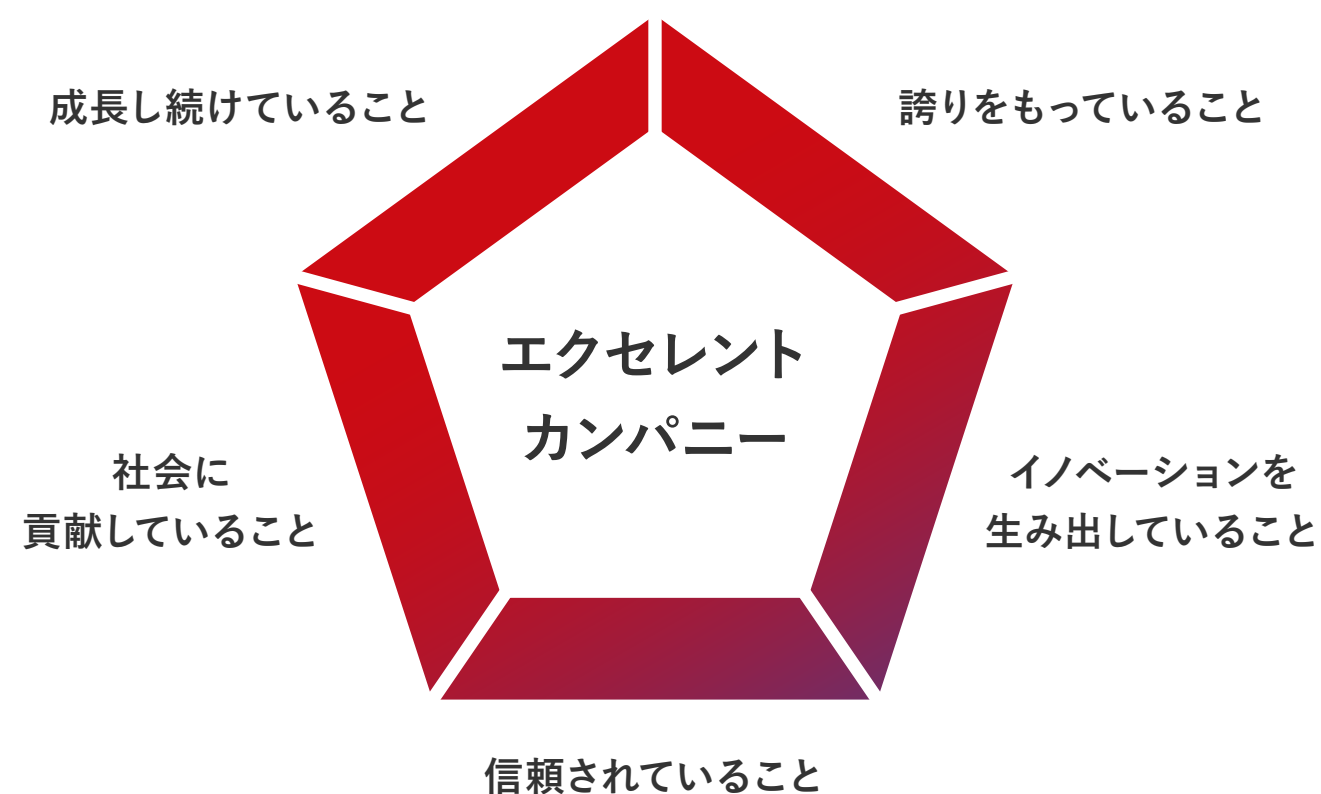 成長し続けていること
誇りをもっていること
エクセレント
カンパニー
社会に
貢献していること
イノベーションを
生み出していること
信頼されていること